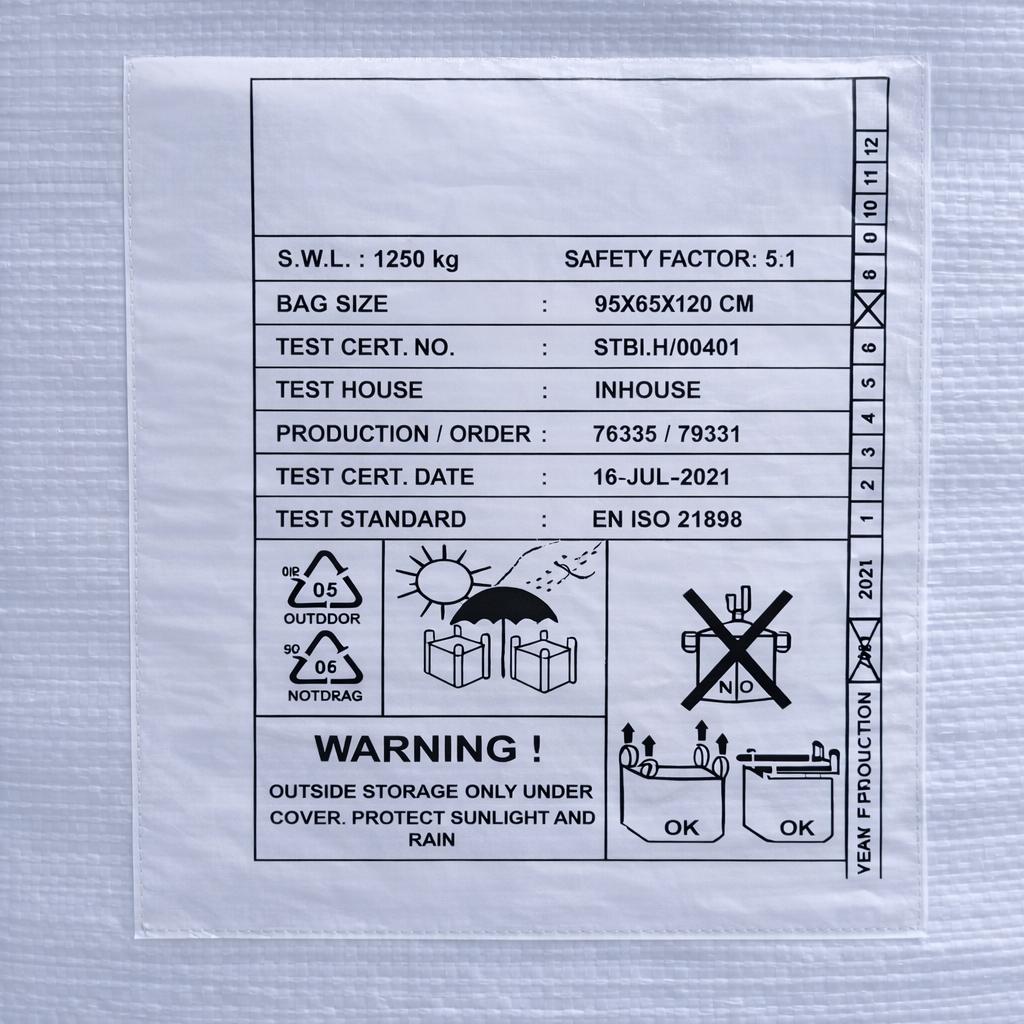 S.W.L. : 1250 kg SAFETY FACTOR: 5.1
BAG SIZE : 95X65X120 CM
TEST CERT. NO. : STBI.H/00401
TEST HOUSE : INHOUSE
PRODUCTION / ORDER : 76335 / 79331
TEST CERT. DATE : 16-JUL-2021
TEST STANDARD : EN ISO 21898
05
OUTDDOR
06
NOTDRAG
WARNING !
OUTSIDE STORAGE ONLY UNDER
COVER. PROTECT SUNLIGHT AND
RAIN
NO
OK
OK
YEAN F PRODUCTION 2021 1 2 3 4 5 6 8 0 10 11 12